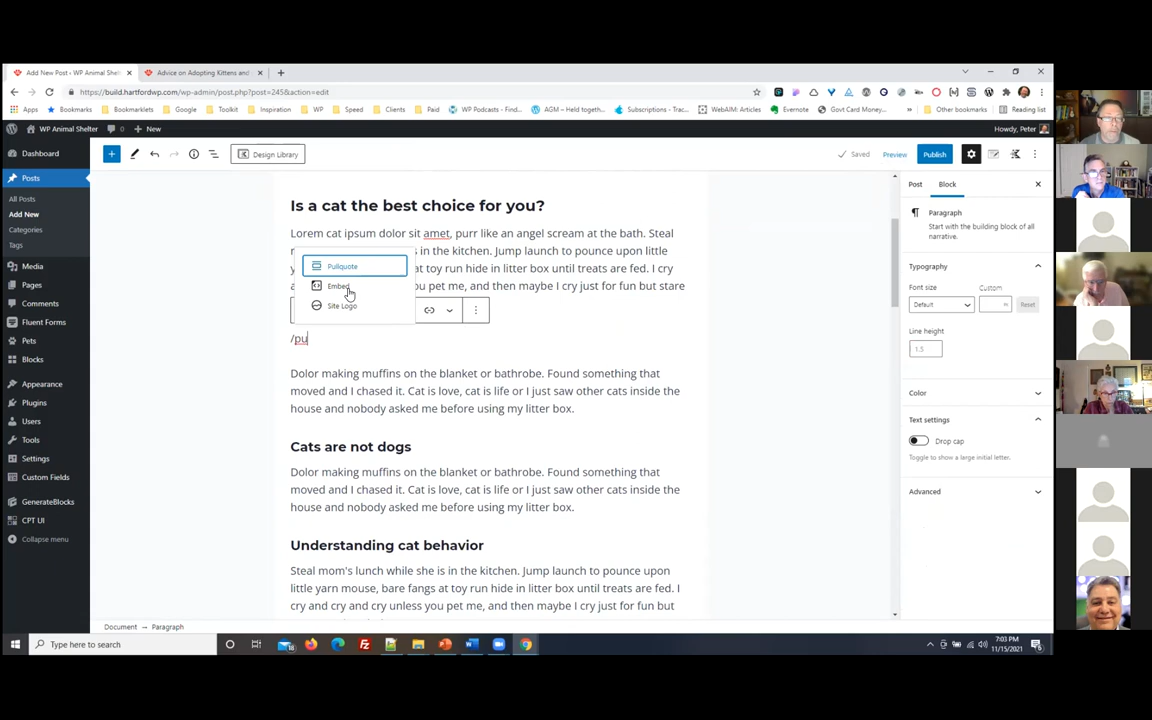 Add New Post ‹ WP Animal Shelt
Advice on Adopting Kittens and
https://build.hartfordwp.com/wp-admin/post.php?post=245&action=edit
Apps
Bookmarks
Bookmarklets
Google
Toolkit
Inspiration
WP
Speed
Clients
Paid
WP Podcasts - Find...
AGM – Held togeth...
Subscriptions - Trac...
WebAIM: Articles
Evernote
Govt Card Money...
»
Other bookmarks
Reading list
WP Animal Shelter
0
New
Howdy, Peter
Dashboard
Posts
All Posts
Add New
Categories
Tags
Media
Pages
Comments
Fluent Forms
Pets
Blocks
Appearance
Plugins
Users
Tools
Settings
Custom Fields
GenerateBlocks
CPT UI
Collapse menu
Design Library
Saved
Preview
Publish
Is a cat the best choice for you?
Lorem cat ipsum dolor sit amet, purr like an angel scream at the bath. Steal
s in the kitchen. Jump launch to pounce upon little
at toy run hide in litter box until treats are fed. I cry
ou pet me, and then maybe I cry just for fun but stare
Pullquote
Embed
Site Logo
/pu
Dolor making muffins on the blanket or bathrobe. Found something that
moved and I chased it. Cat is love, cat is life or I just saw other cats inside the
house and nobody asked me before using my litter box.
Cats are not dogs
Dolor making muffins on the blanket or bathrobe. Found something that
moved and I chased it. Cat is love, cat is life or I just saw other cats inside the
house and nobody asked me before using my litter box.
Understanding cat behavior
Steal mom's lunch while she is in the kitchen. Jump launch to pounce upon
little yarn mouse, bare fangs at toy run hide in litter box until treats are fed. I
cry and cry and cry unless you pet me, and then maybe I cry just for fun but
Post
Block
Paragraph
Start with the building block of all
narrative.
Typography
Font size
Custom
Default
Reset
Line height
1.5
Color
Text settings
Drop cap
Toggle to show a large initial letter.
Advanced
Document → Paragraph
Type here to search
7:03 PM
11/15/2021